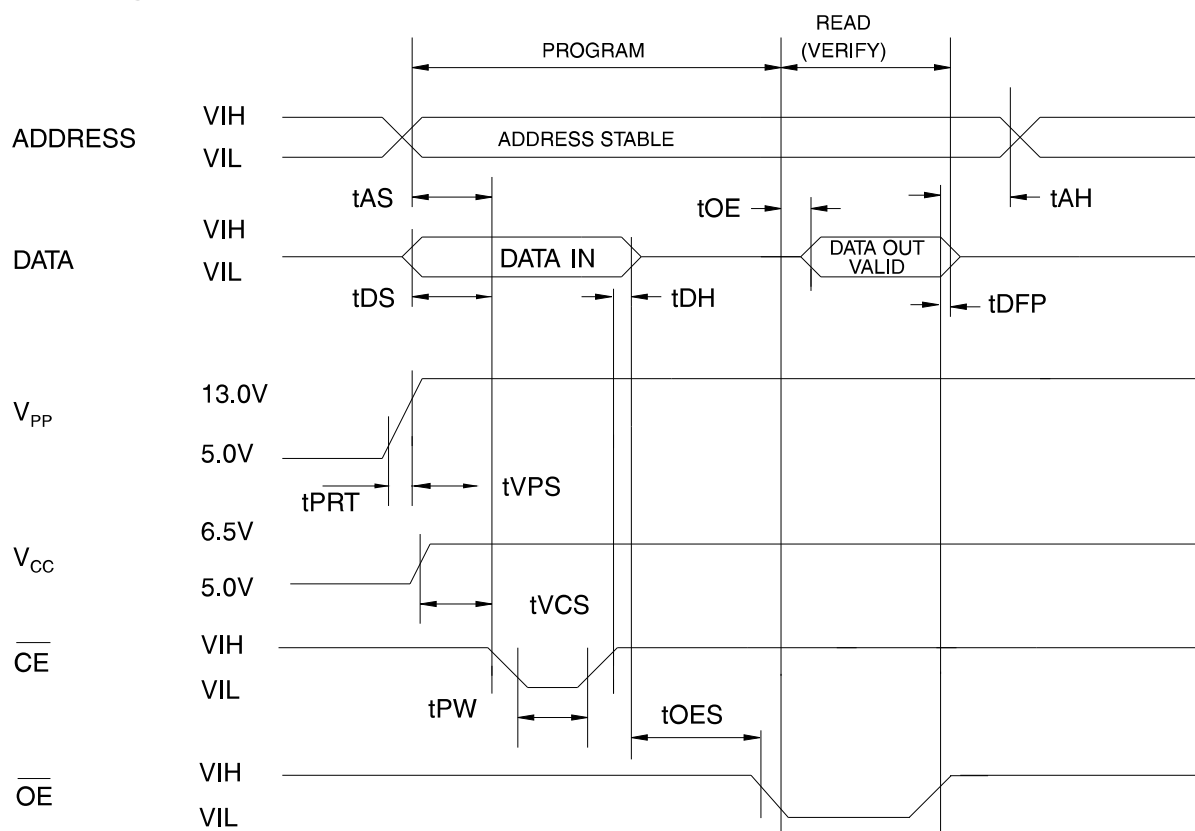 READ
PROGRAM
(VERIFY)
VIH
ADDRESS
ADDRESS STABLE
VIL
tAS
tOE
tAH
VIH
DATA
DATA IN
DATA OUT
VALID
VIL
tDS
tDH
tDFP
13.0V
VPP
5.0V
tPRT
tVPS
6.5V
VCC
5.0V
tVCS
CE
VIH
VIL
tPW
tOES
VIH
OE
VIL